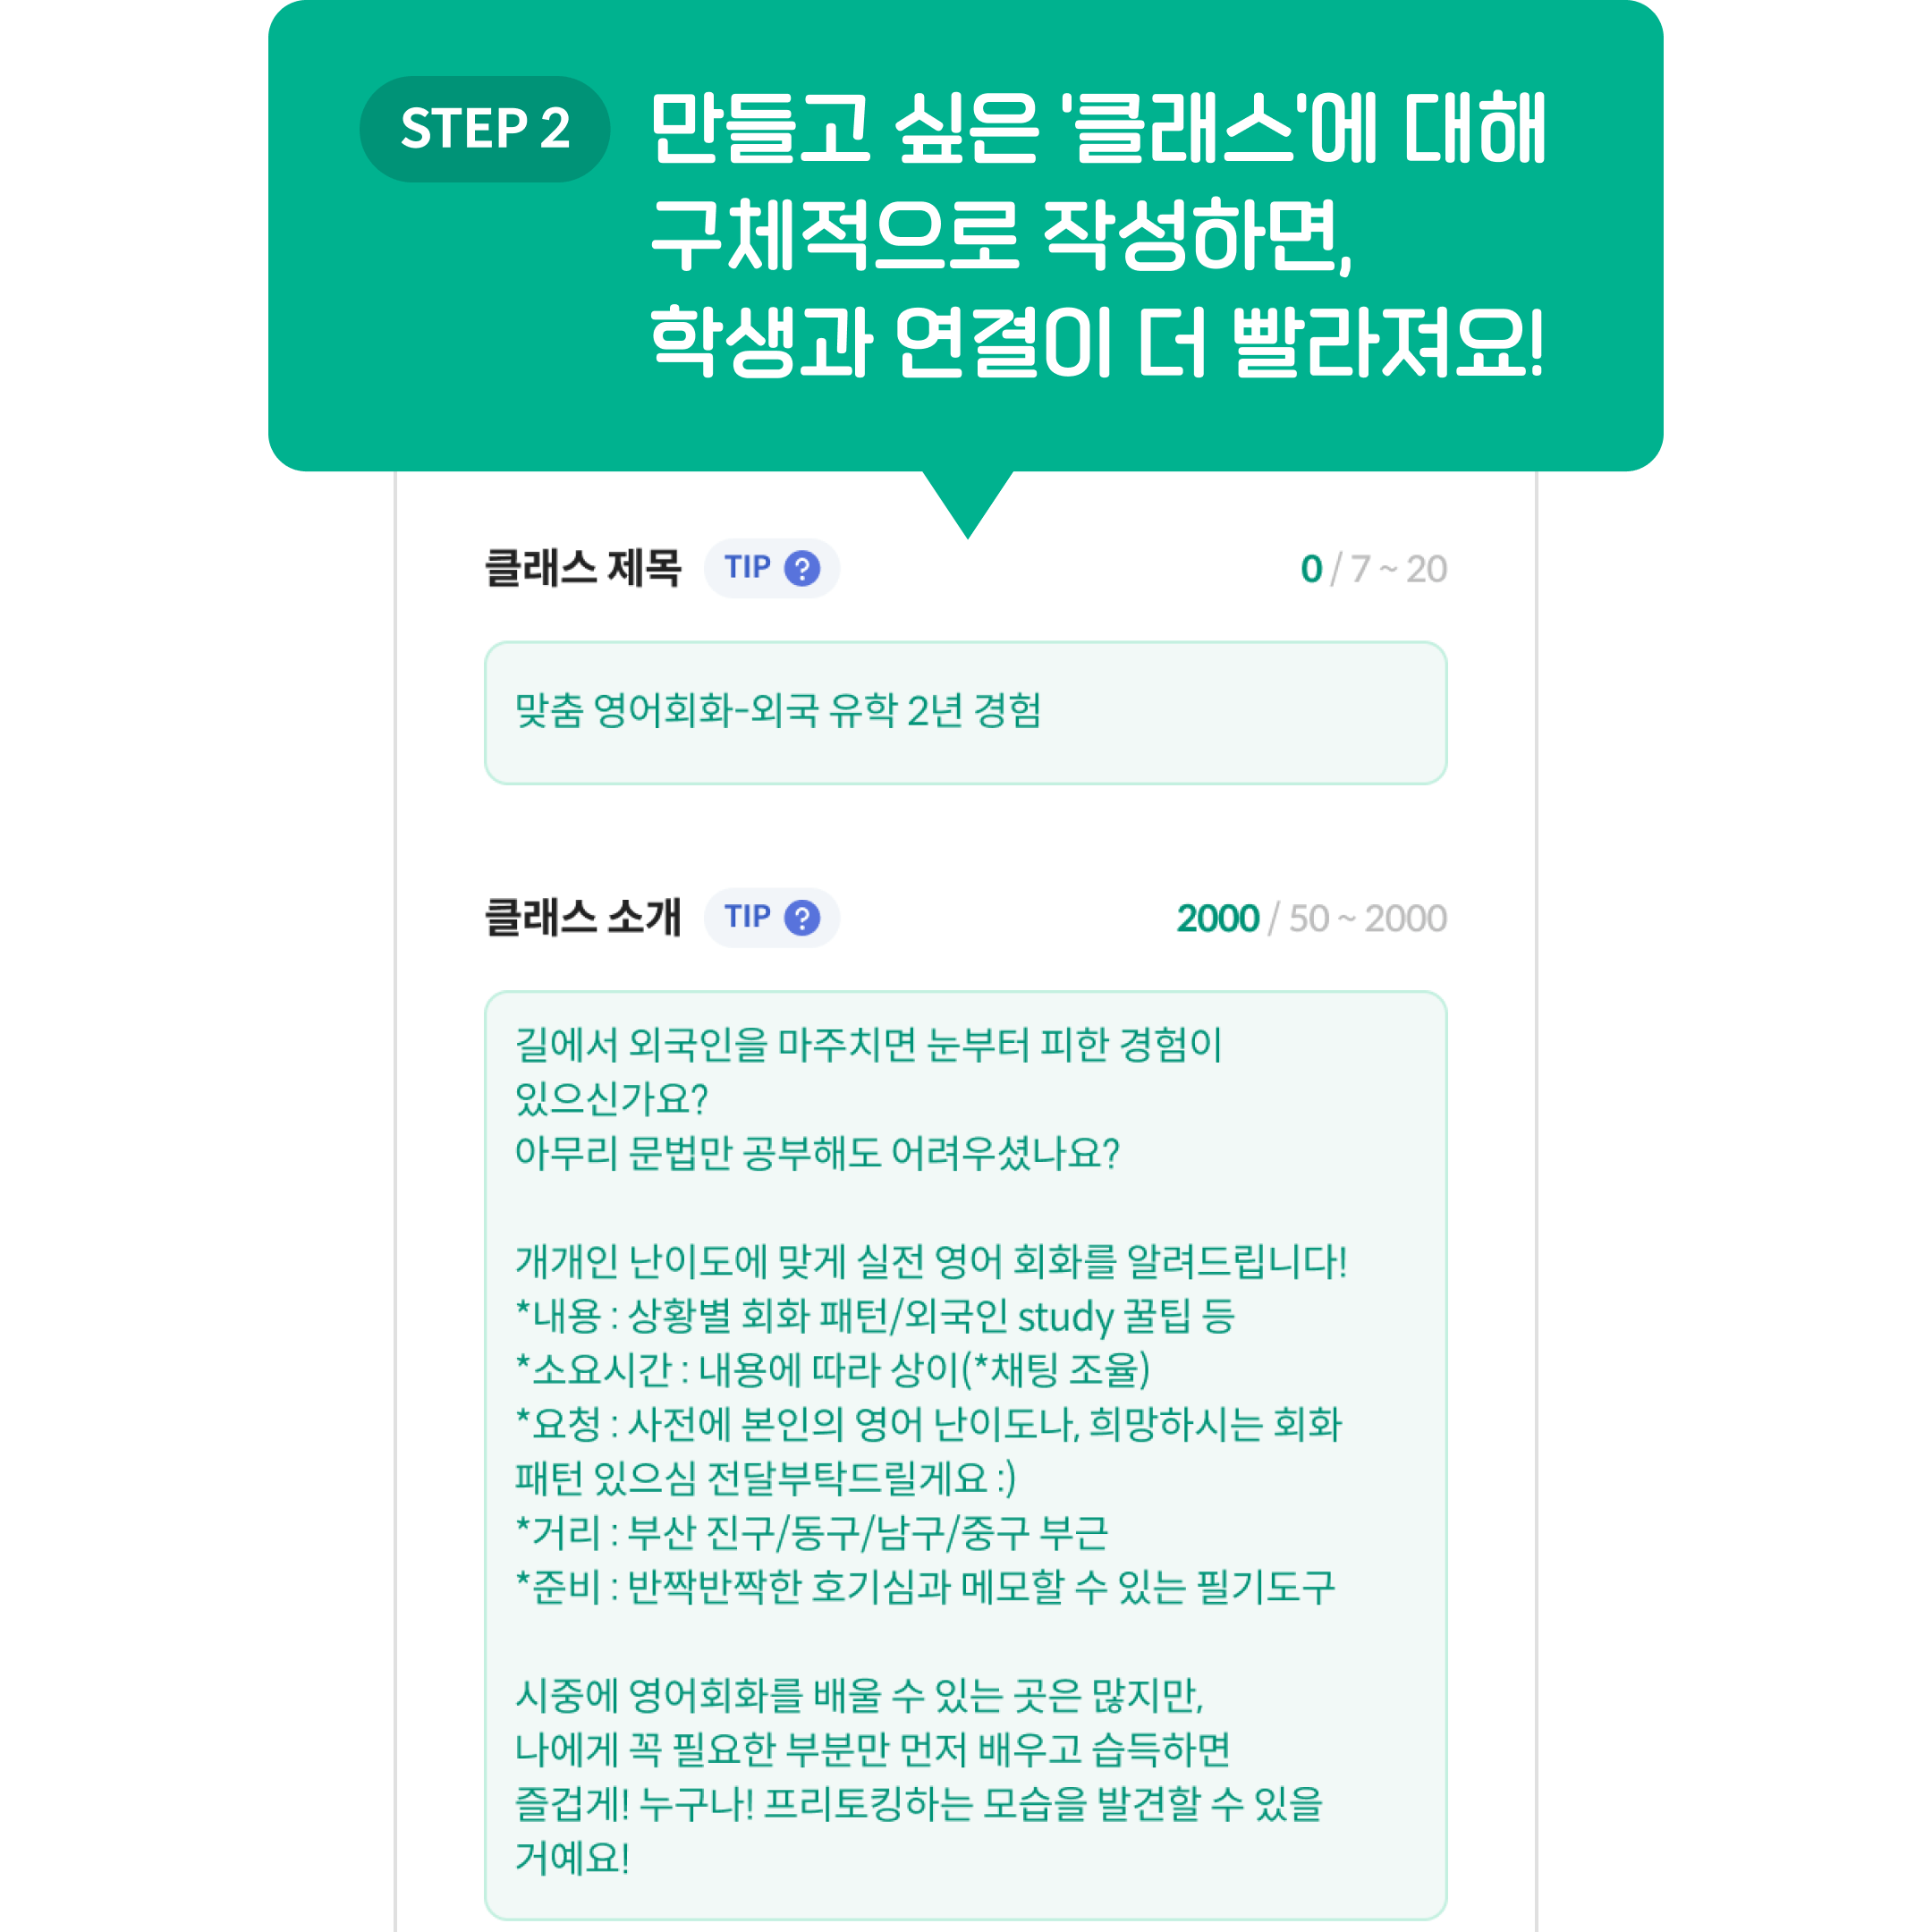 STEP 2
만들고 싶은 '클래스'에 대해
구체적으로 작성하면,
학생과 연결이 더 빨라져요!
클래스 제목 TIP ? 0 / 7 ~ 20
맞춤 영어회화-외국 유학 2년 경험
클래스 소개 TIP ? 2000 / 50 ~ 2000
길에서 외국인을 마주치면 눈부터 피한 경험이
있으신가요?
아무리 문법만 공부해도 어려우셨나요?
개개인 난이도에 맞게 실전 영어 회화를 알려드립니다!
*내용 : 상황별 회화 패턴/외국인 study 꿀팁 등
*소요시간 : 내용에 따라 상이(*채팅 조율)
*요청 : 사전에 본인의 영어 난이도나, 희망하시는 회화
패턴 있으심 전달부탁드릴게요 :)
*거리 : 부산 진구/동구/남구/중구 부근
*준비 : 반짝반짝한 호기심과 메모할 수 있는 필기도구
시중에 영어회화를 배울 수 있는 곳은 많지만,
나에게 꼭 필요한 부분만 먼저 배우고 습득하면
즐겁게! 누구나! 프리토킹하는 모습을 발견할 수 있을
거예요!